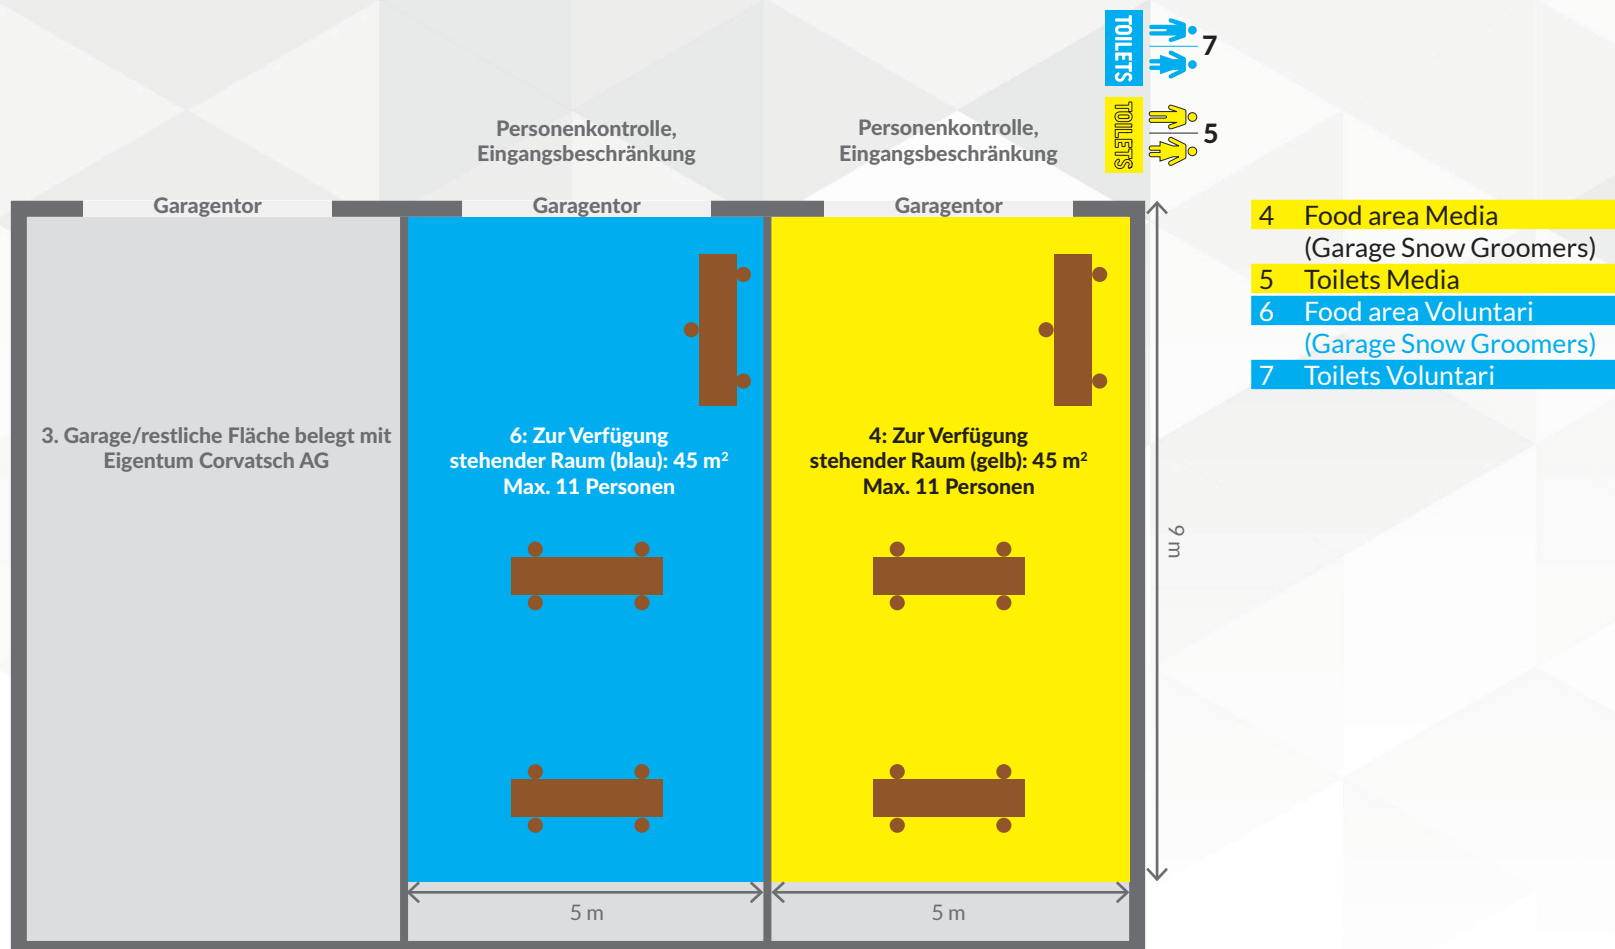 TOILETS
7
TOILETS
5
Personenkontrolle,
Eingangsbeschränkung
Personenkontrolle,
Eingangsbeschränkung
Garagentor
Garagentor
Garagentor
4 Food area Media
(Garage Snow Groomers)
5 Toilets Media
6 Food area Voluntari
(Garage Snow Groomers)
7 Toilets Voluntari
3. Garage/restliche Fläche belegt mit
Eigentum Corvatsch AG
6: Zur Verfügung
stehender Raum (blau): 45 m²
Max. 11 Personen
4: Zur Verfügung
stehender Raum (gelb): 45 m²
Max. 11 Personen
9 m
5 m
5 m